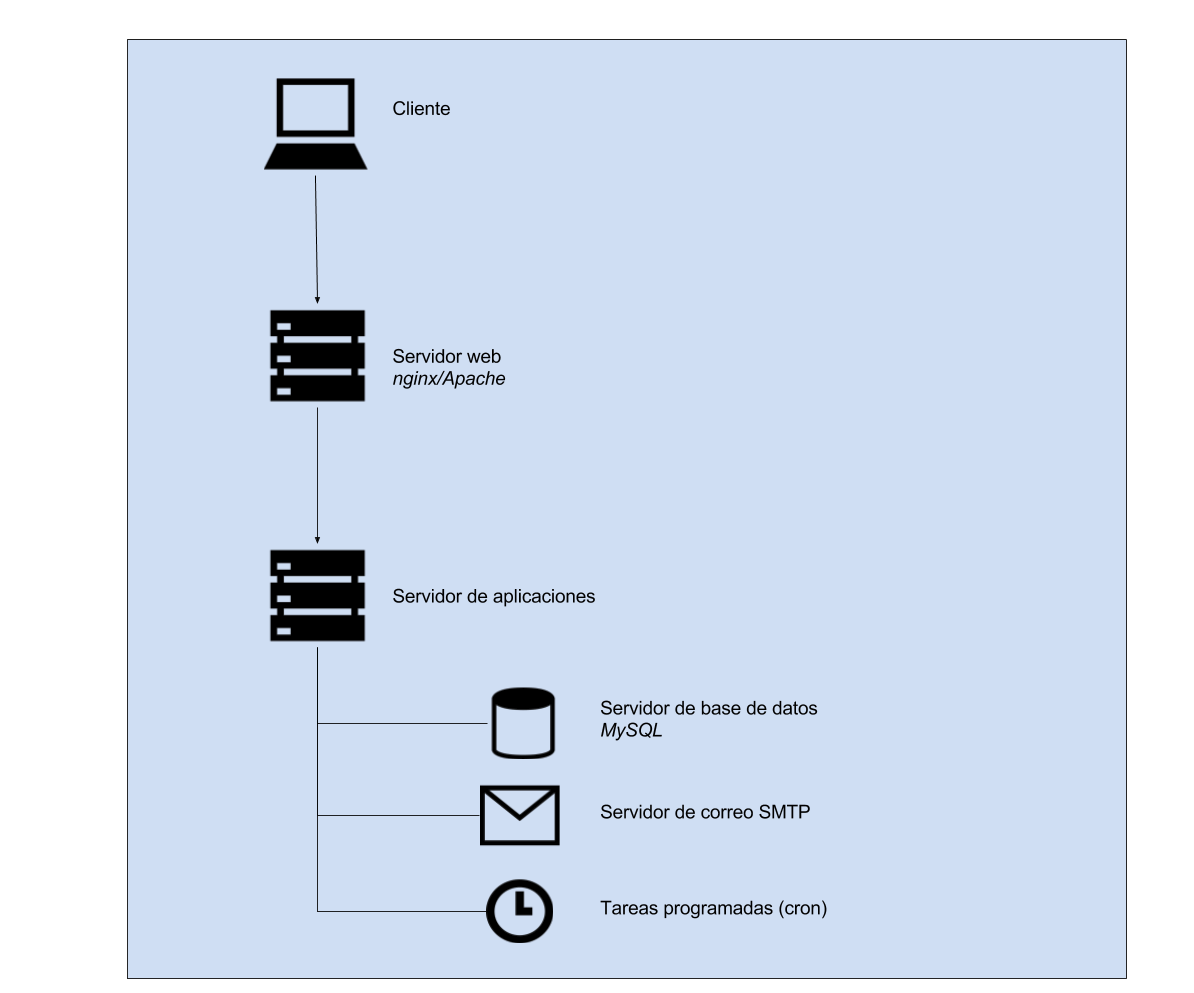 Cliente
Servidor web
nginx/Apache
Servidor de aplicaciones
Servidor de base de datos
MySQL
Servidor de correo SMTP
Tareas programadas (cron)